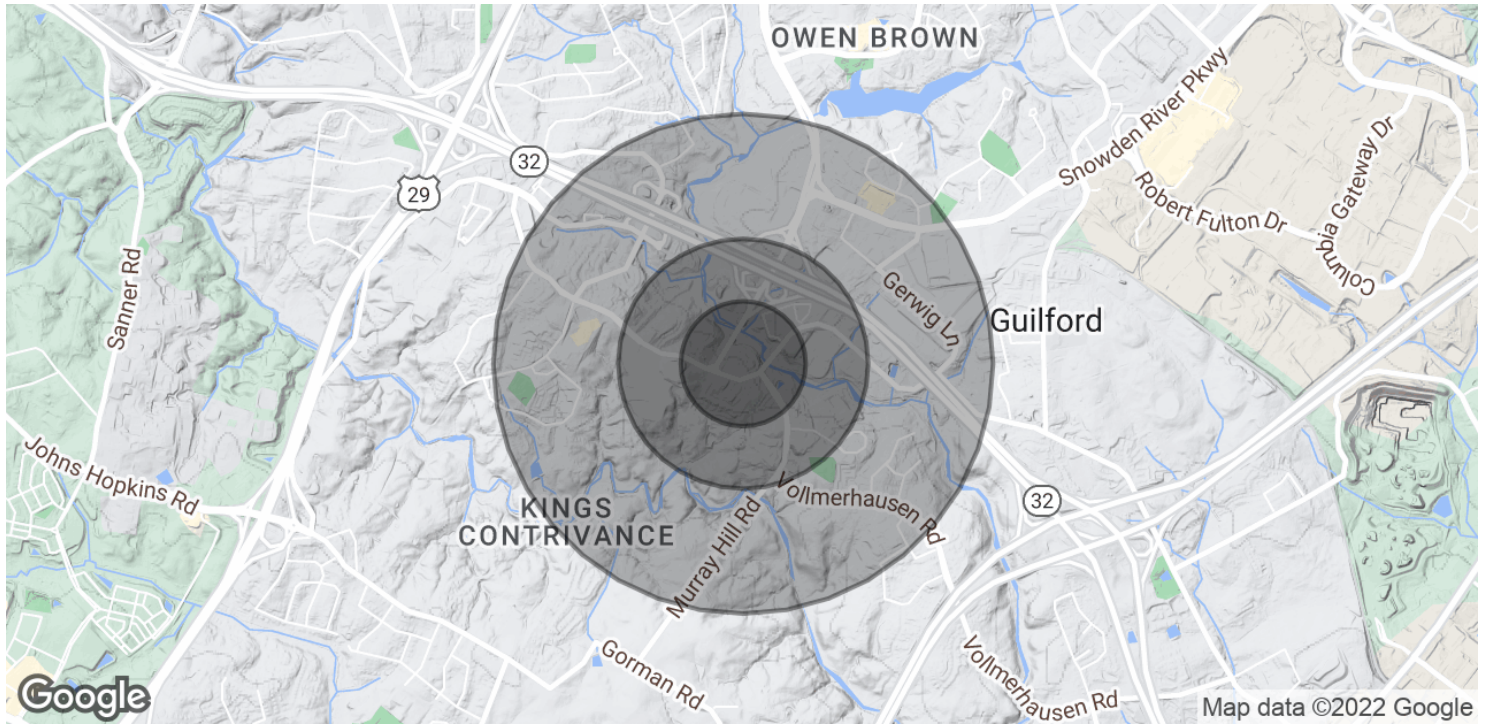 OWEN BROWN
Snowden River Pkwy
32
29
Robert Fulton Dr
Columbia Gateway Dr
Sanner Rd
Gerwig Ln
Guilford
Johns Hopkins Rd
KINGS
CONTRIVANCE
Vollmerhausen Rd
32
Murray Hill Rd
Gorman Rd
Vollmerhausen Rd
Google
Map data ©2022 Google